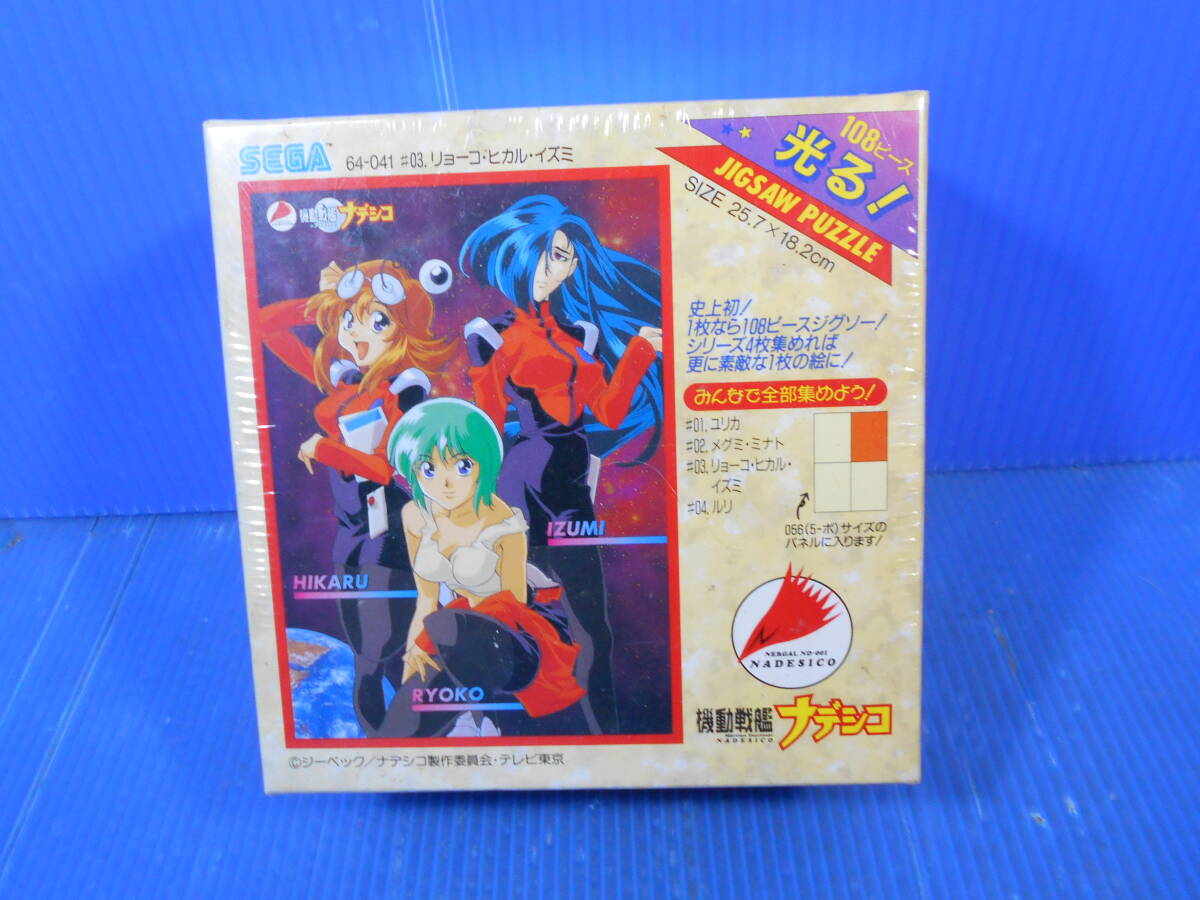 SEGA™
64-041 #03.リョーコ・ヒカル・イズミ
108ピース
光る!
JIGSAW PUZZLE
SIZE 25.7×18.2cm
機動戦艦ナデシコ
IZUMI
HIKARU
RYOKO
史上初!
1枚なら108ピースジグソー!
シリーズ4枚集めれば
更に素敵な1枚の絵に!
みんなで全部集めよう!
#01.ユリカ
#02.メグミ・ミナト
#03.リョーコ・ヒカル・
イズミ
#04.ルリ
056(5-ボ)サイズの
パネルに入ります!
NERGAL ND-001
NADESICO
機動戦艦ナデシコ
NADESICO
©ジーベック/ナデシコ製作委員会・テレビ東京